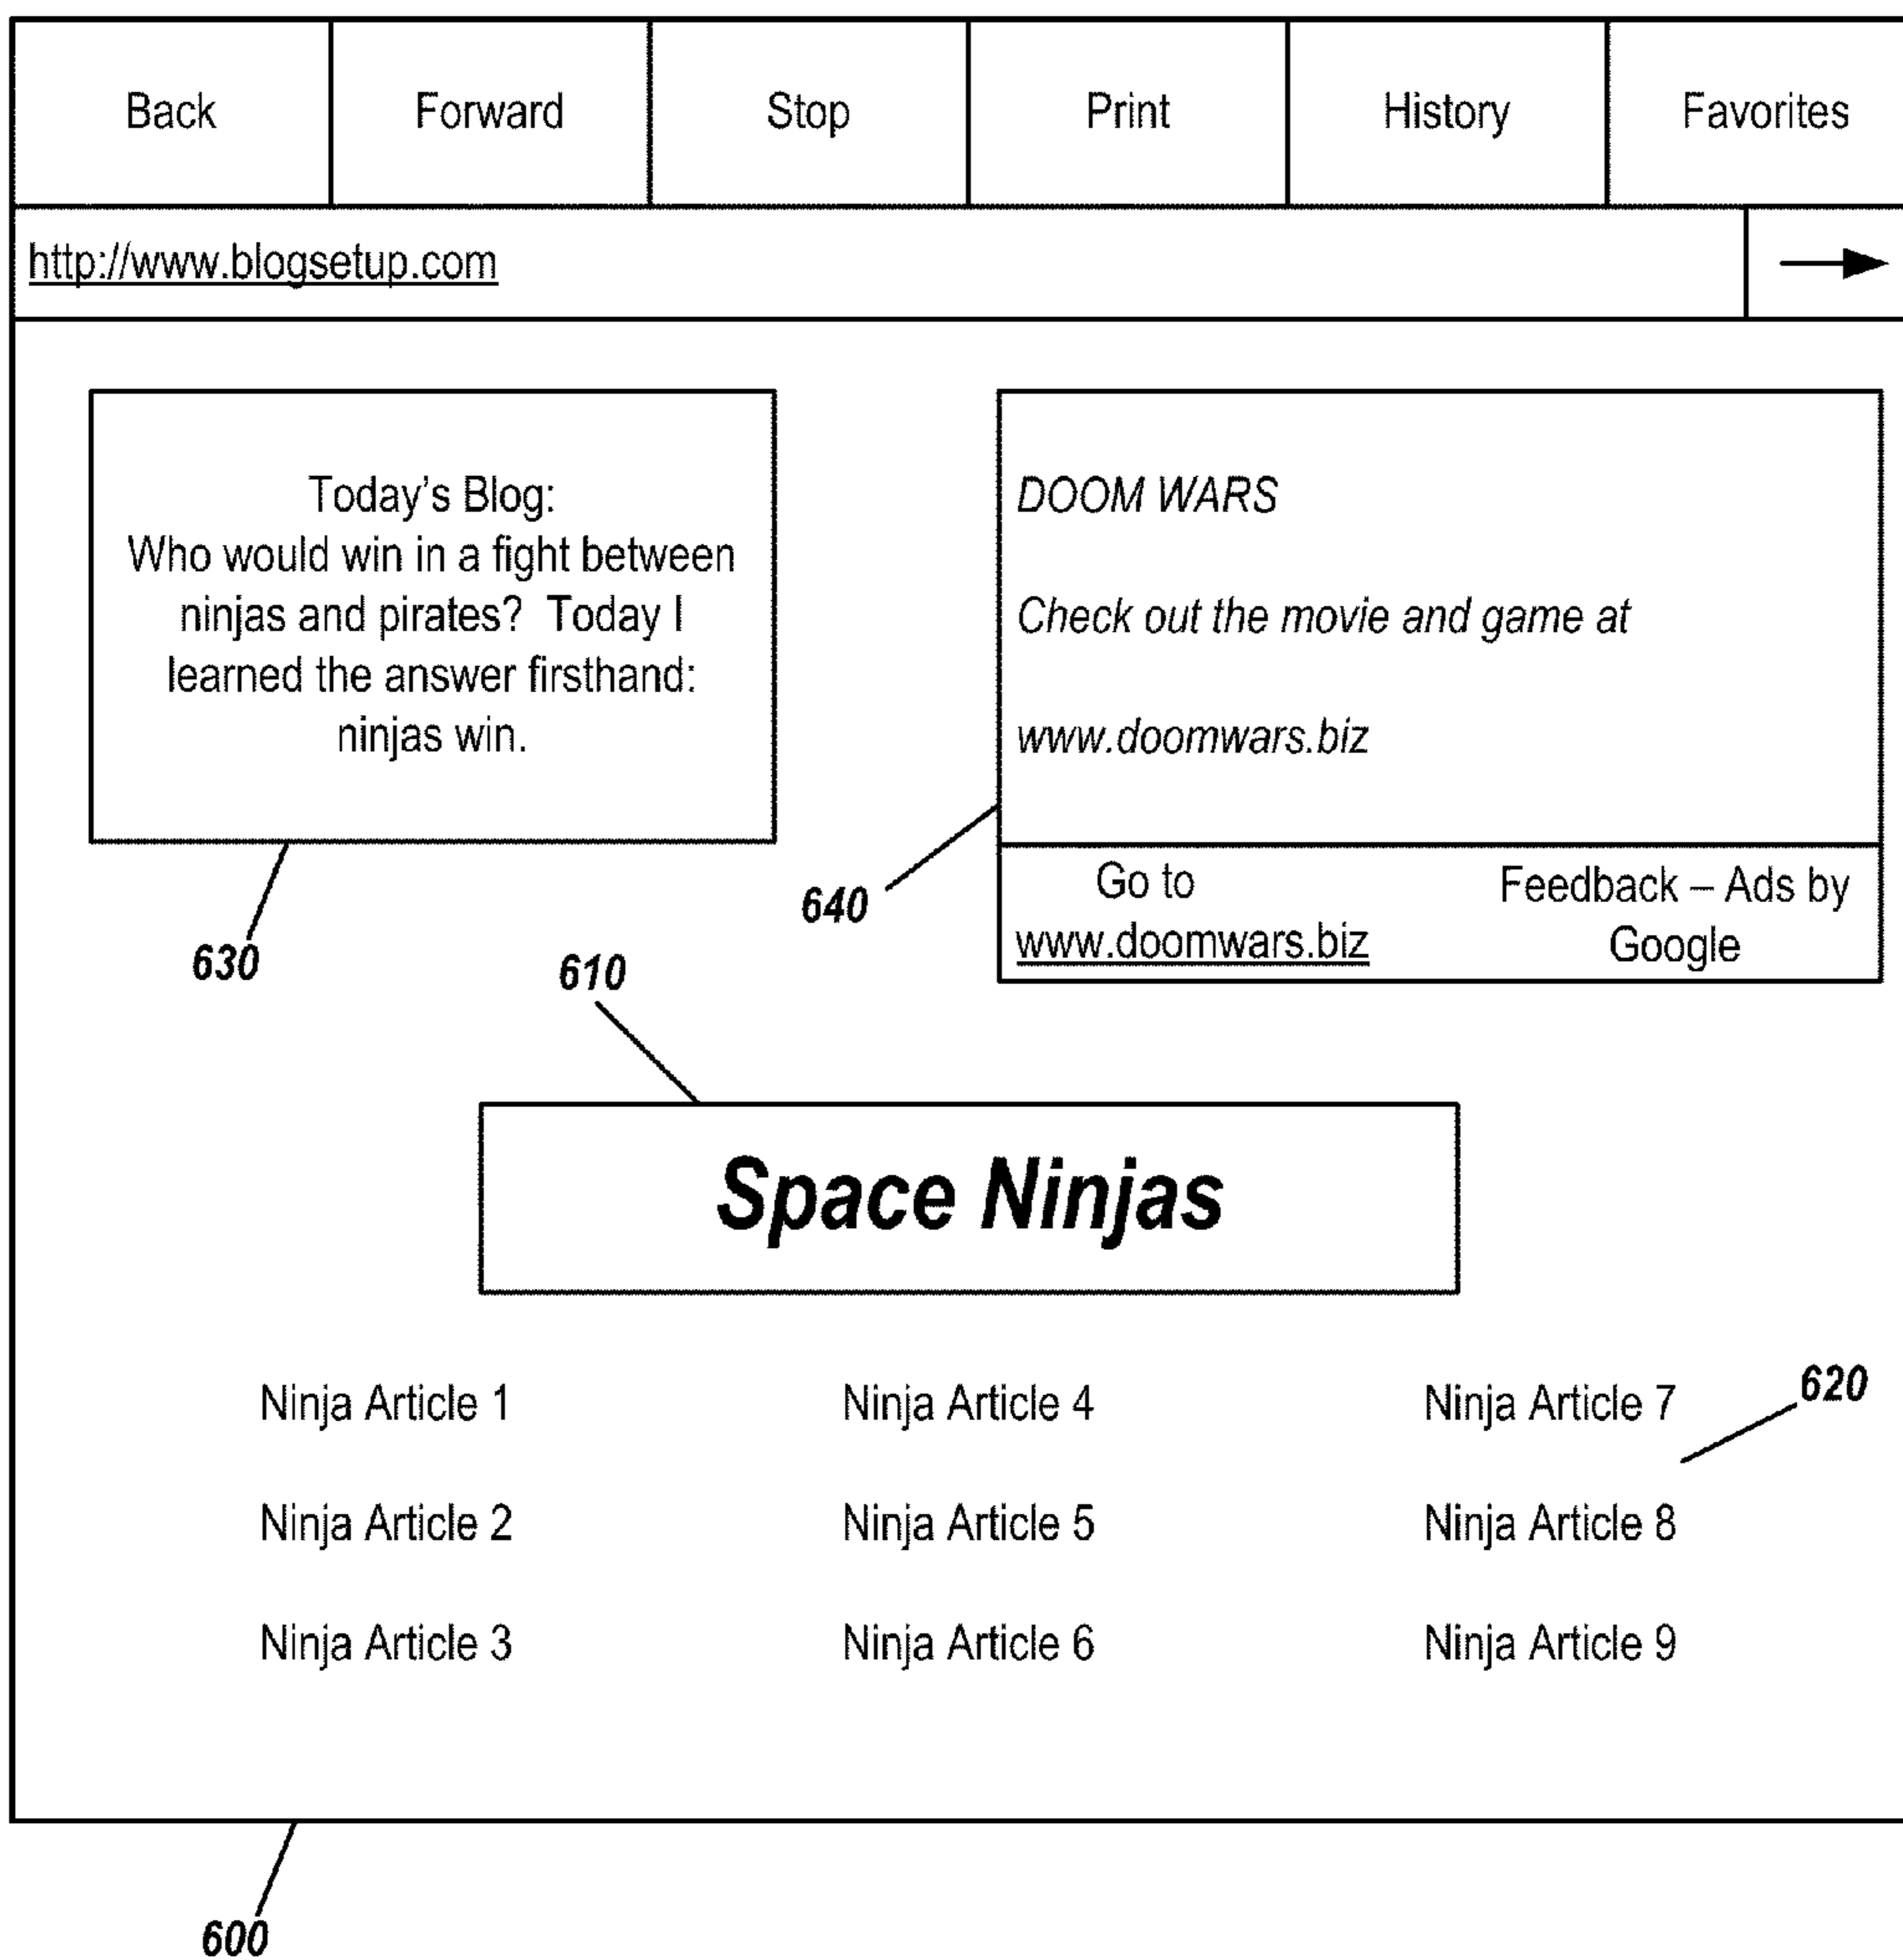 Back Forward Stop Print History Favorites
http://www.blogsetup.com
Today's Blog:
Who would win in a fight between
ninjas and pirates? Today I
learned the answer firsthand:
ninjas win.
630
DOOM WARS
Check out the movie and game at
www.doomwars.biz
Go to
www.doomwars.biz
Feedback – Ads by
Google
640
610
Space Ninjas
Ninja Article 1 Ninja Article 4 Ninja Article 7
620
Ninja Article 2 Ninja Article 5 Ninja Article 8
Ninja Article 3 Ninja Article 6 Ninja Article 9
600